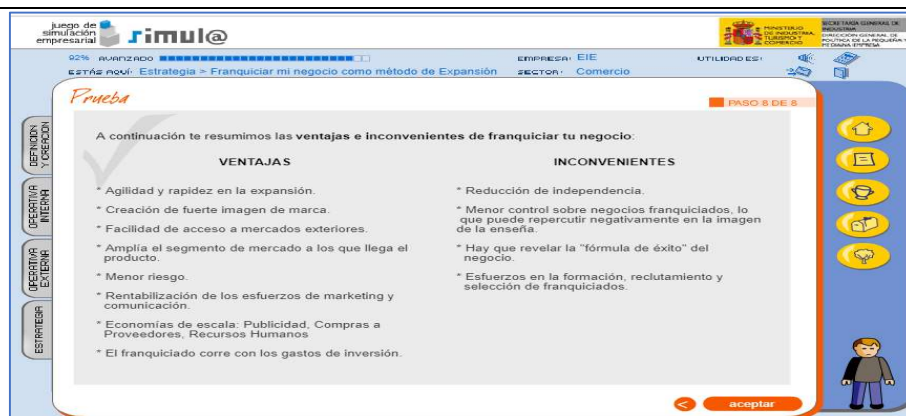 juego de
simulación
empresarial
simul@
MINISTERIO
DE INDUSTRIA,
TURISMO Y
COMERCIO
SECRETARÍA GENERAL DE
INDUSTRIA
DIRECCIÓN GENERAL DE
POLÍTICA DE LA PEQUEÑA Y
MEDIANA EMPRESA
92% AVANZADO
EMPRESA: EIE
UTILIDADES:
ESTÁS AQUÍ: Estrategia > Franquiciar mi negocio como método de Expansión
SECTOR: Comercio
Prueba
PASO 8 DE 8
DEFINICION
Y CREACION
OPERATIVA
INTERNA
OPERATIVA
EXTERNA
ESTRATEGIA
A continuación te resumimos las ventajas e inconvenientes de franquiciar tu negocio:
VENTAJAS
* Agilidad y rapidez en la expansión.
* Creación de fuerte imagen de marca.
* Facilidad de acceso a mercados exteriores.
* Amplía el segmento de mercado a los que llega el
producto.
* Menor riesgo.
* Rentabilización de los esfuerzos de marketing y
comunicación.
* Economías de escala: Publicidad, Compras a
Proveedores, Recursos Humanos
* El franquiciado corre con los gastos de inversión.
INCONVENIENTES
* Reducción de independencia.
* Menor control sobre negocios franquiciados, lo
que puede repercutir negativamente en la imagen
de la enseña.
* Hay que revelar la "fórmula de éxito" del
negocio.
* Esfuerzos en la formación, reclutamiento y
selección de franquiciados.
< aceptar